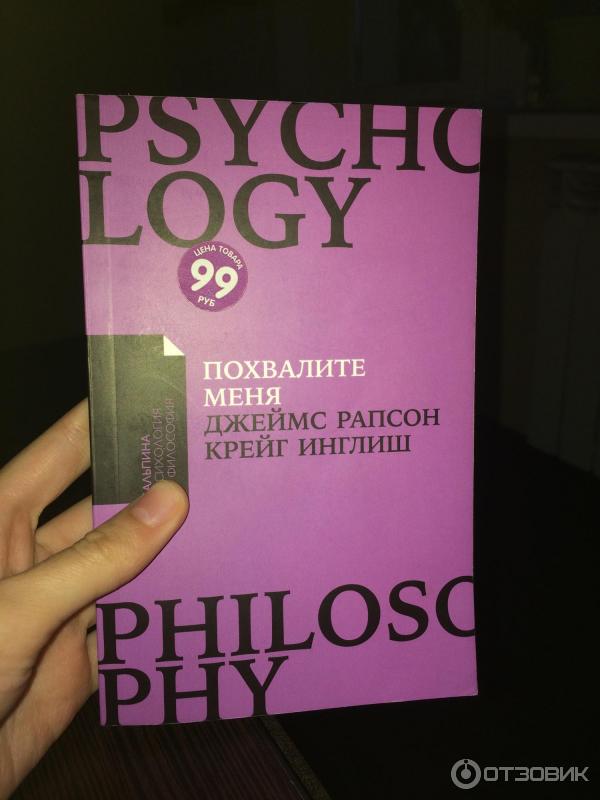 PSYCHO
LOGY
ЦЕНА ТОВАРА
99
РУБ
ПОХВАЛИТЕ
МЕНЯ
ДЖЕЙМС РАПСОН
КРЕЙГ ИНГЛИШ
АЛЬПИНА
ПСИХОЛОГИЯ
ФИЛОСОФИЯ
PHILOSO
PHY
ОТЗОВИК